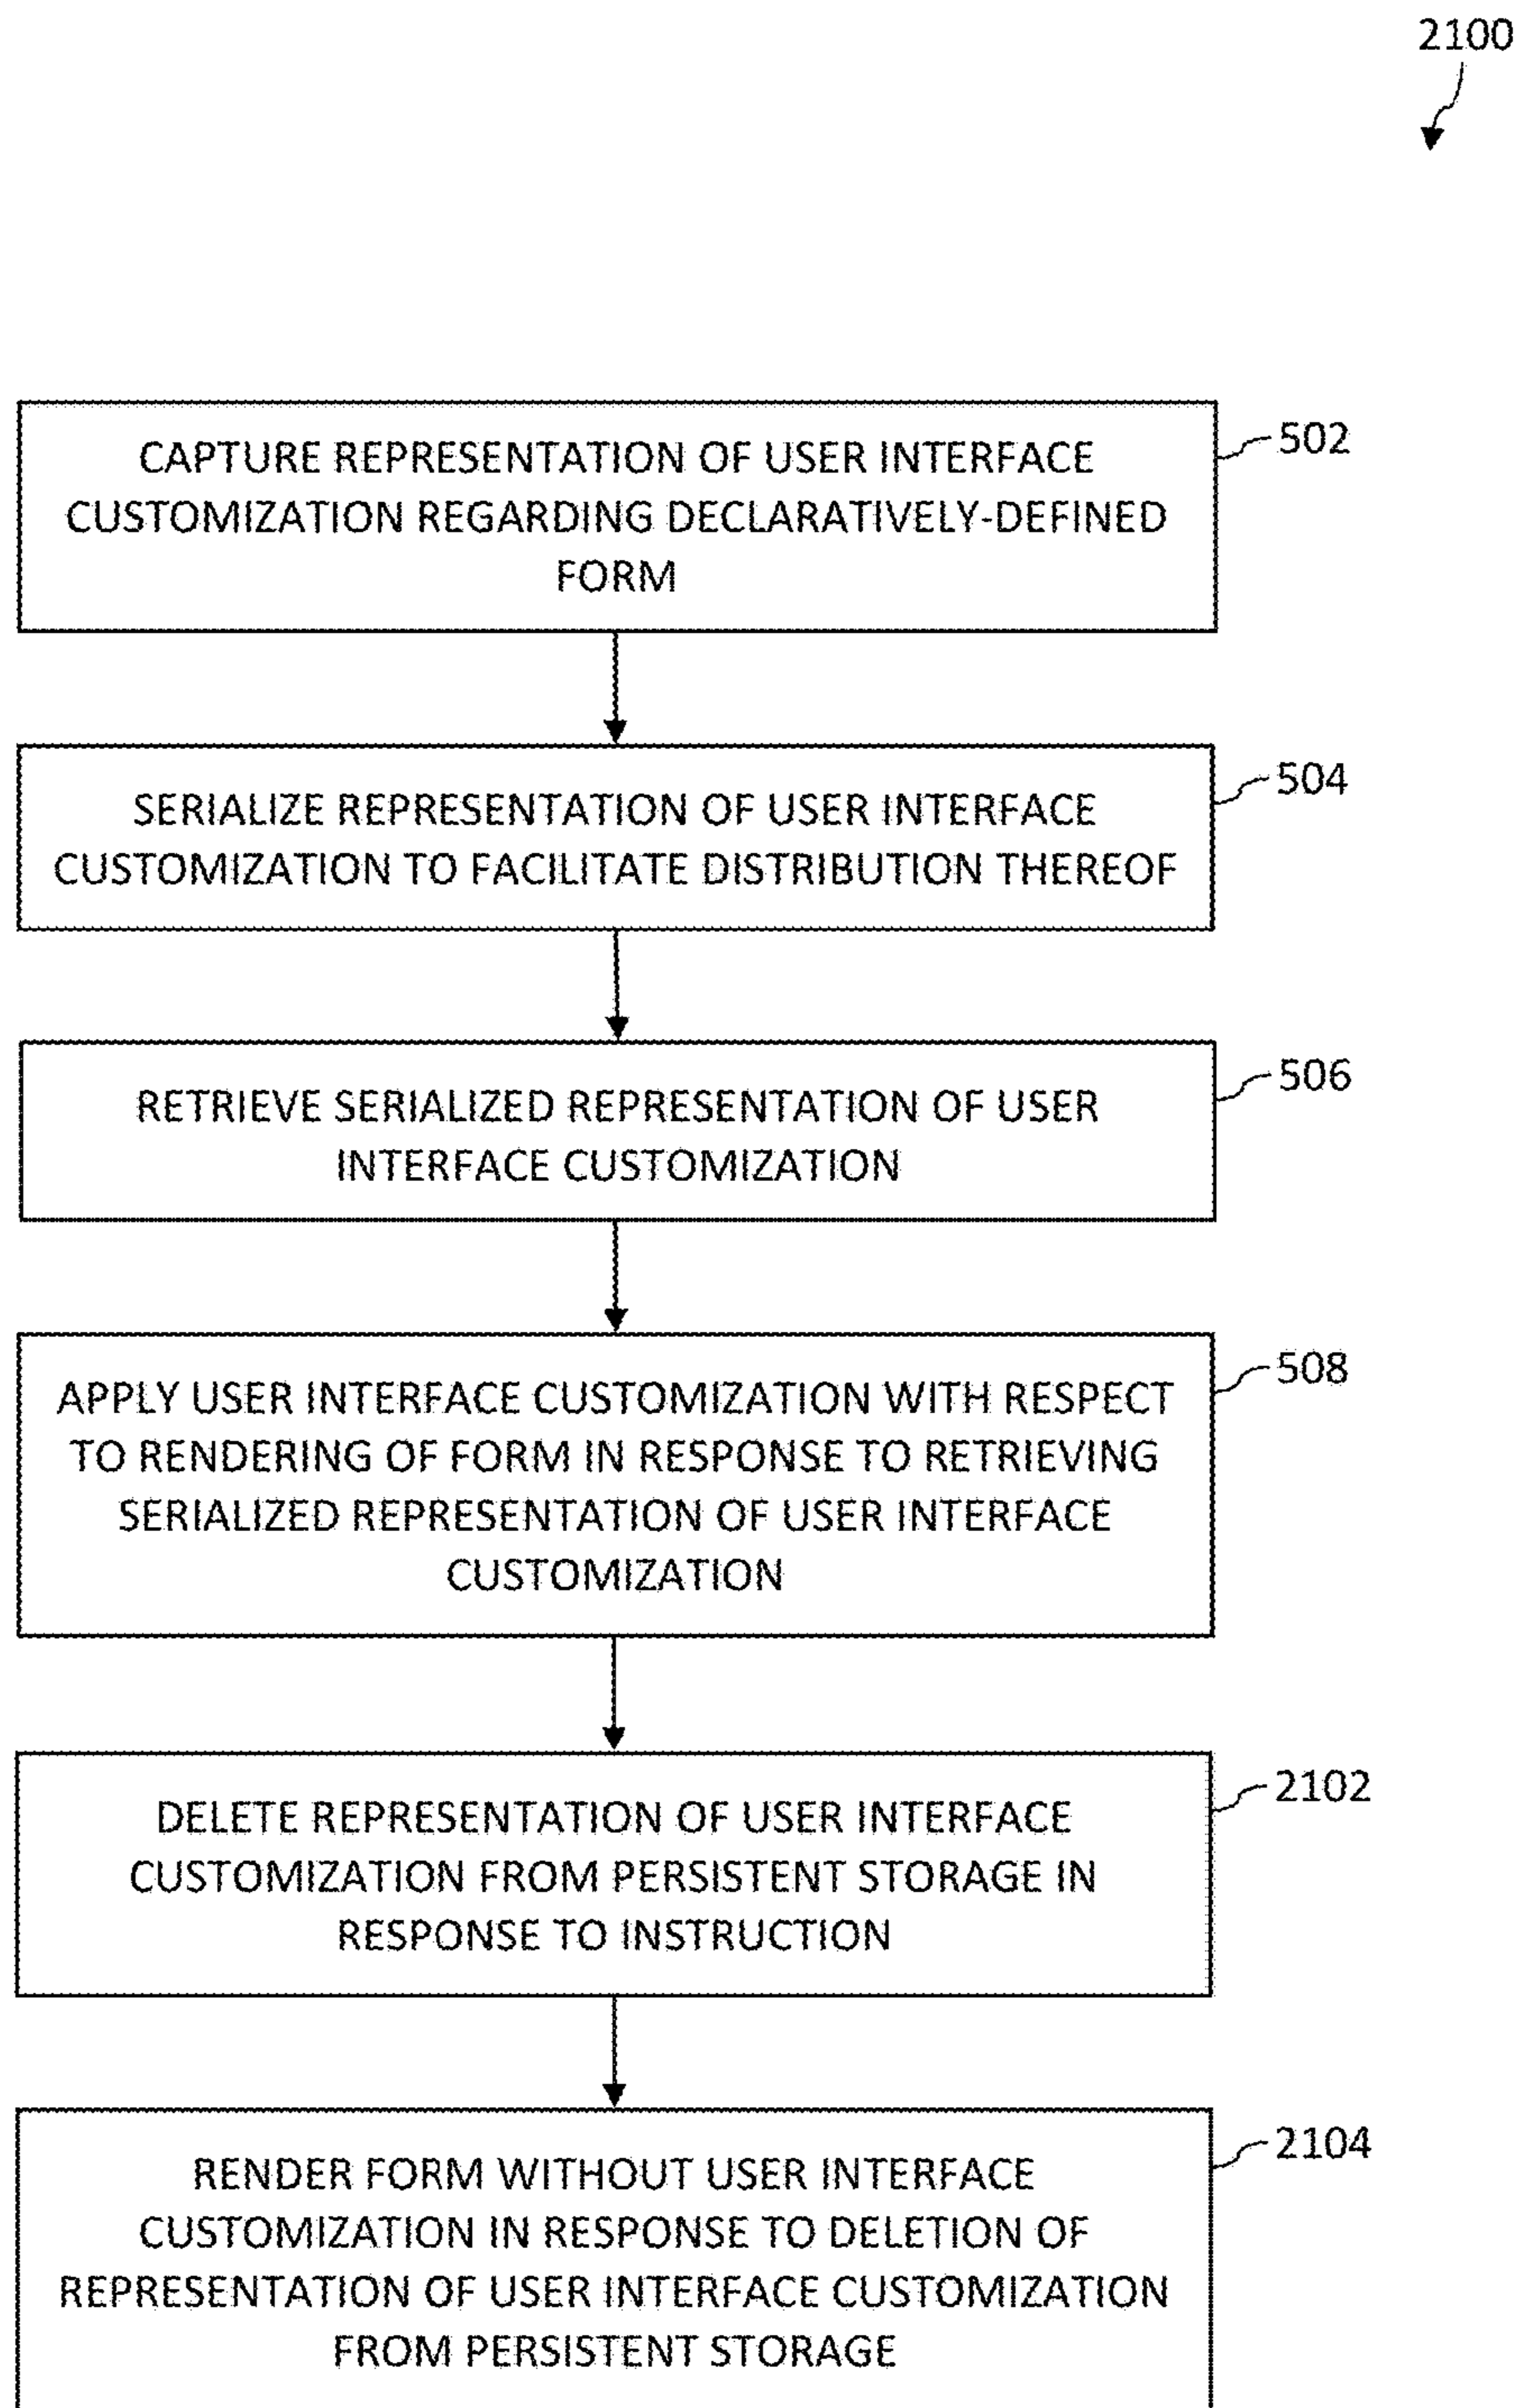 2100
CAPTURE REPRESENTATION OF USER INTERFACE
CUSTOMIZATION REGARDING DECLARATIVELY-DEFINED
FORM
502
SERIALIZE REPRESENTATION OF USER INTERFACE
CUSTOMIZATION TO FACILITATE DISTRIBUTION THEREOF
504
RETRIEVE SERIALIZED REPRESENTATION OF USER
INTERFACE CUSTOMIZATION
506
APPLY USER INTERFACE CUSTOMIZATION WITH RESPECT
TO RENDERING OF FORM IN RESPONSE TO RETRIEVING
SERIALIZED REPRESENTATION OF USER INTERFACE
CUSTOMIZATION
508
DELETE REPRESENTATION OF USER INTERFACE
CUSTOMIZATION FROM PERSISTENT STORAGE IN
RESPONSE TO INSTRUCTION
2102
RENDER FORM WITHOUT USER INTERFACE
CUSTOMIZATION IN RESPONSE TO DELETION OF
REPRESENTATION OF USER INTERFACE CUSTOMIZATION
FROM PERSISTENT STORAGE
2104